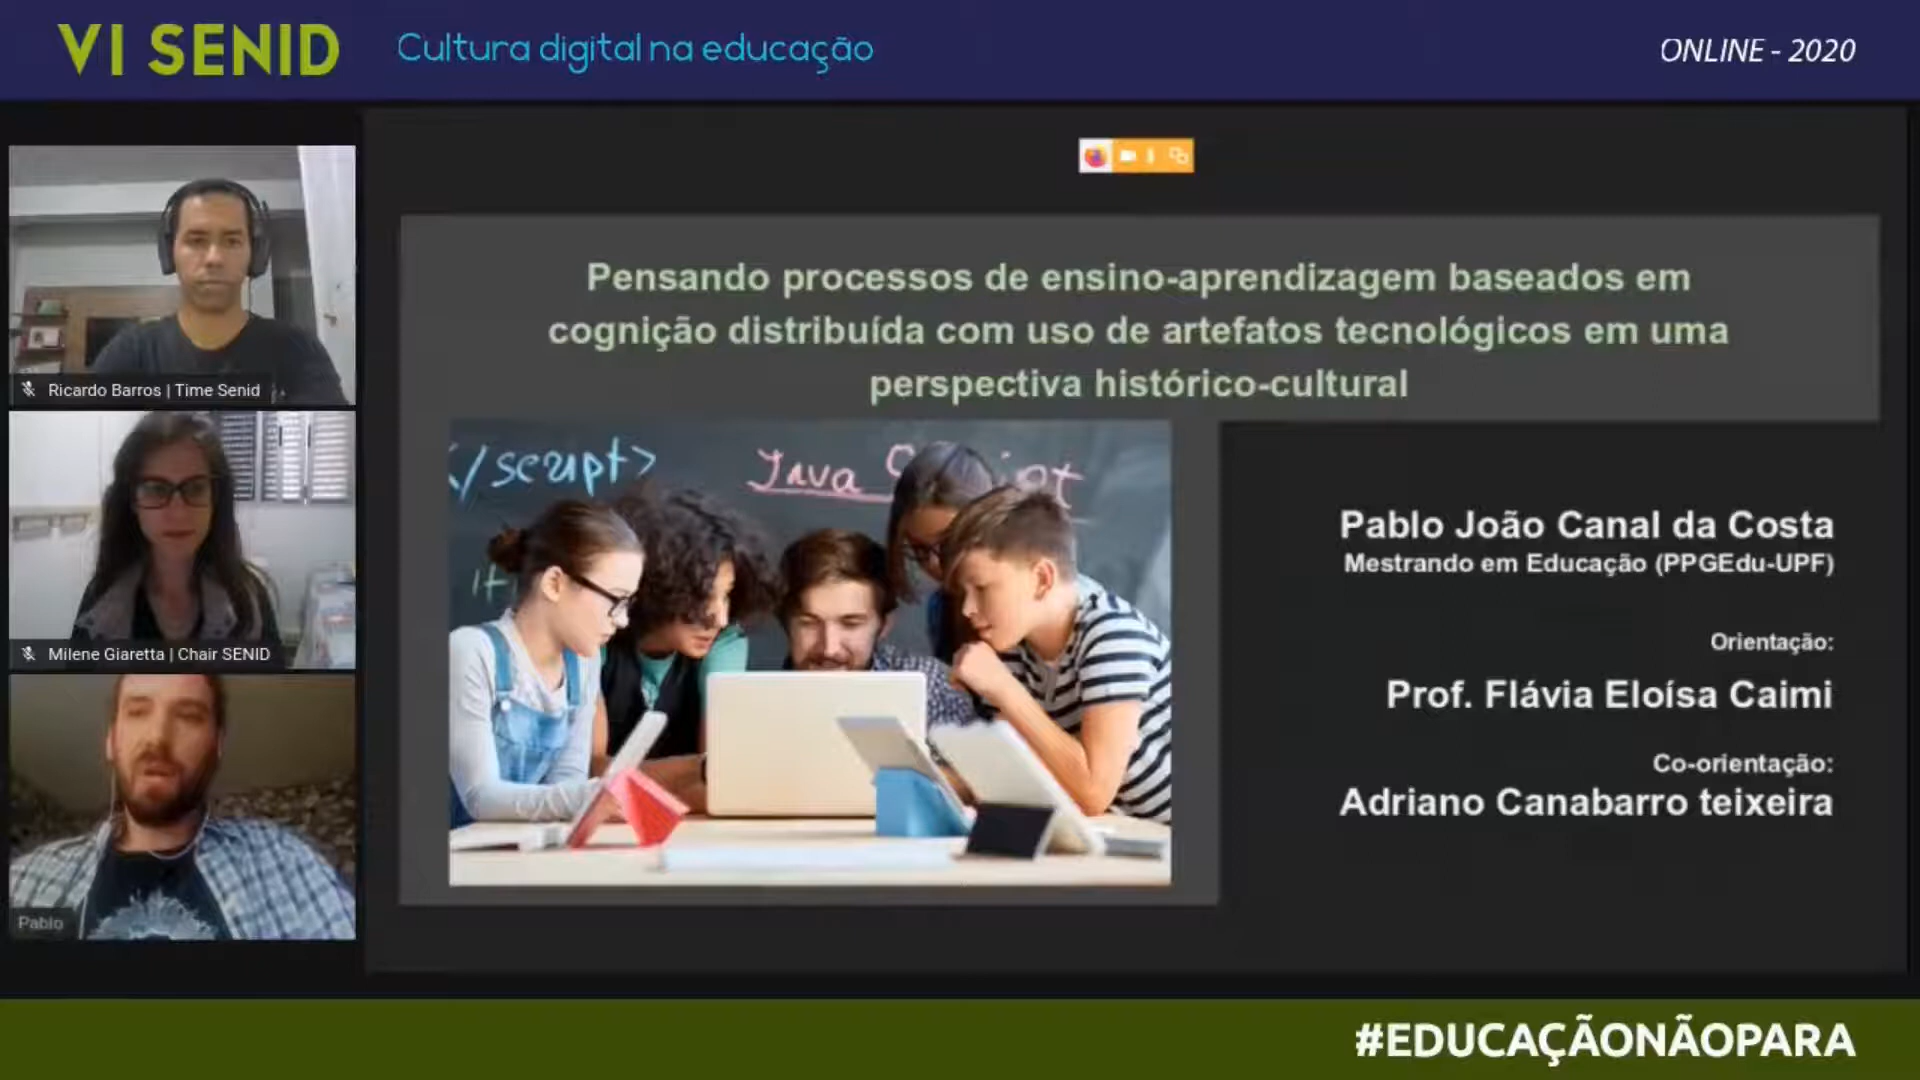 VI SENID
Cultura digital na educação
ONLINE - 2020
Ricardo Barros | Time Senid
Milene Giaretta | Chair SENID
Pablo
Pensando processos de ensino-aprendizagem baseados em
cognição distribuída com uso de artefatos tecnológicos em uma
perspectiva histórico-cultural
</script>
Java
Pablo João Canal da Costa
Mestrando em Educação (PPGEdu-UPF)
Orientação:
Prof. Flávia Eloísa Caimi
Co-orientação:
Adriano Canabarro teixeira
#EDUCAÇÃONÃOPARA